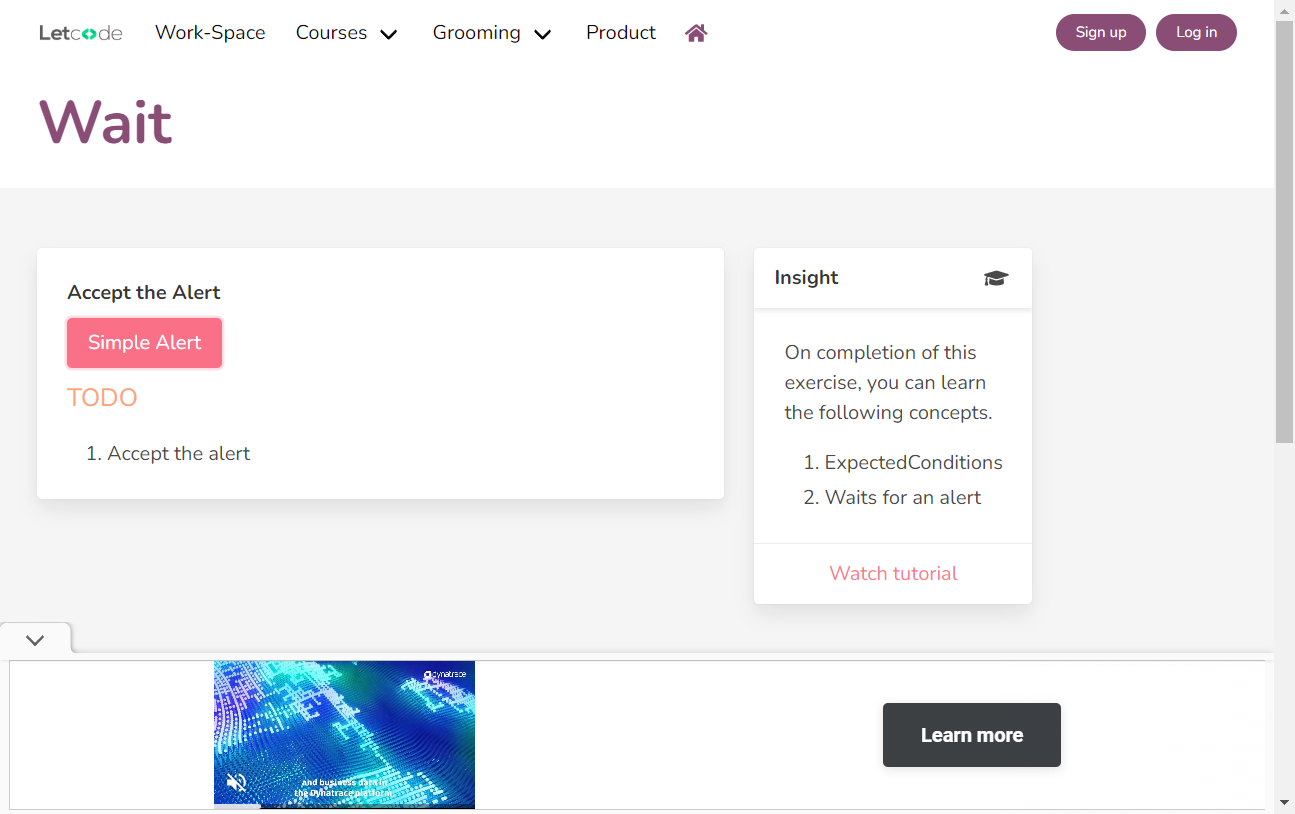 Letcode Work-Space Courses Grooming Product Sign up Log in
Wait
Accept the Alert
Simple Alert
TODO
1. Accept the alert
Insight
On completion of this
exercise, you can learn
the following concepts.
1. ExpectedConditions
2. Waits for an alert
Watch tutorial
dynatrace
and business data in
the Dynatrace platform.
Learn more